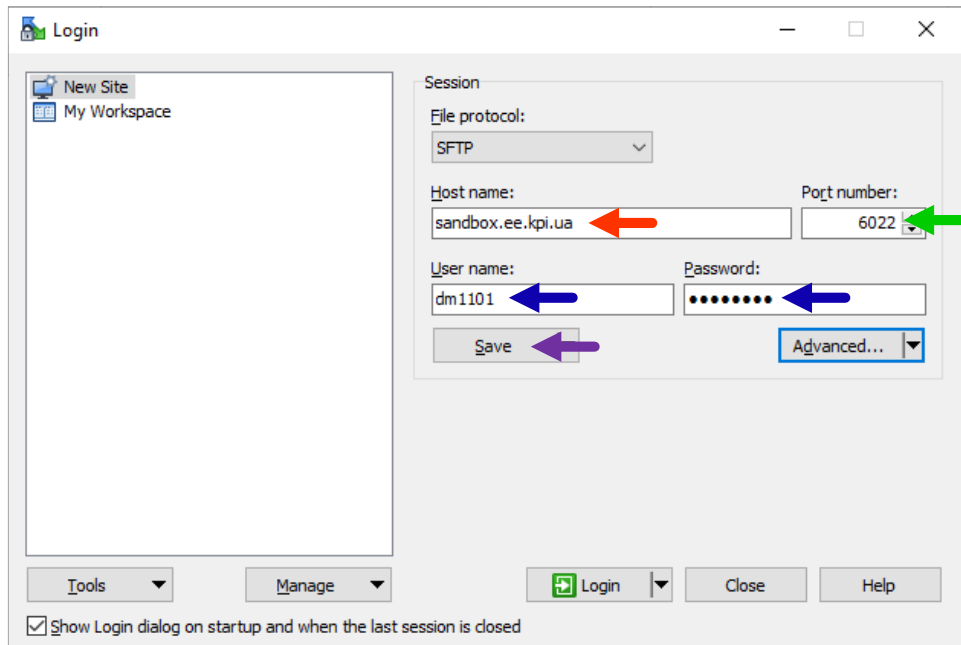 Login
New Site
My Workspace
Session
File protocol:
SFTP
Host name:
Port number:
sandbox.ee.kpi.ua
6022
User name:
Password:
dm1101
••••••••
Save
Advanced...
Tools
Manage
Login
Close
Help
Show Login dialog on startup and when the last session is closed